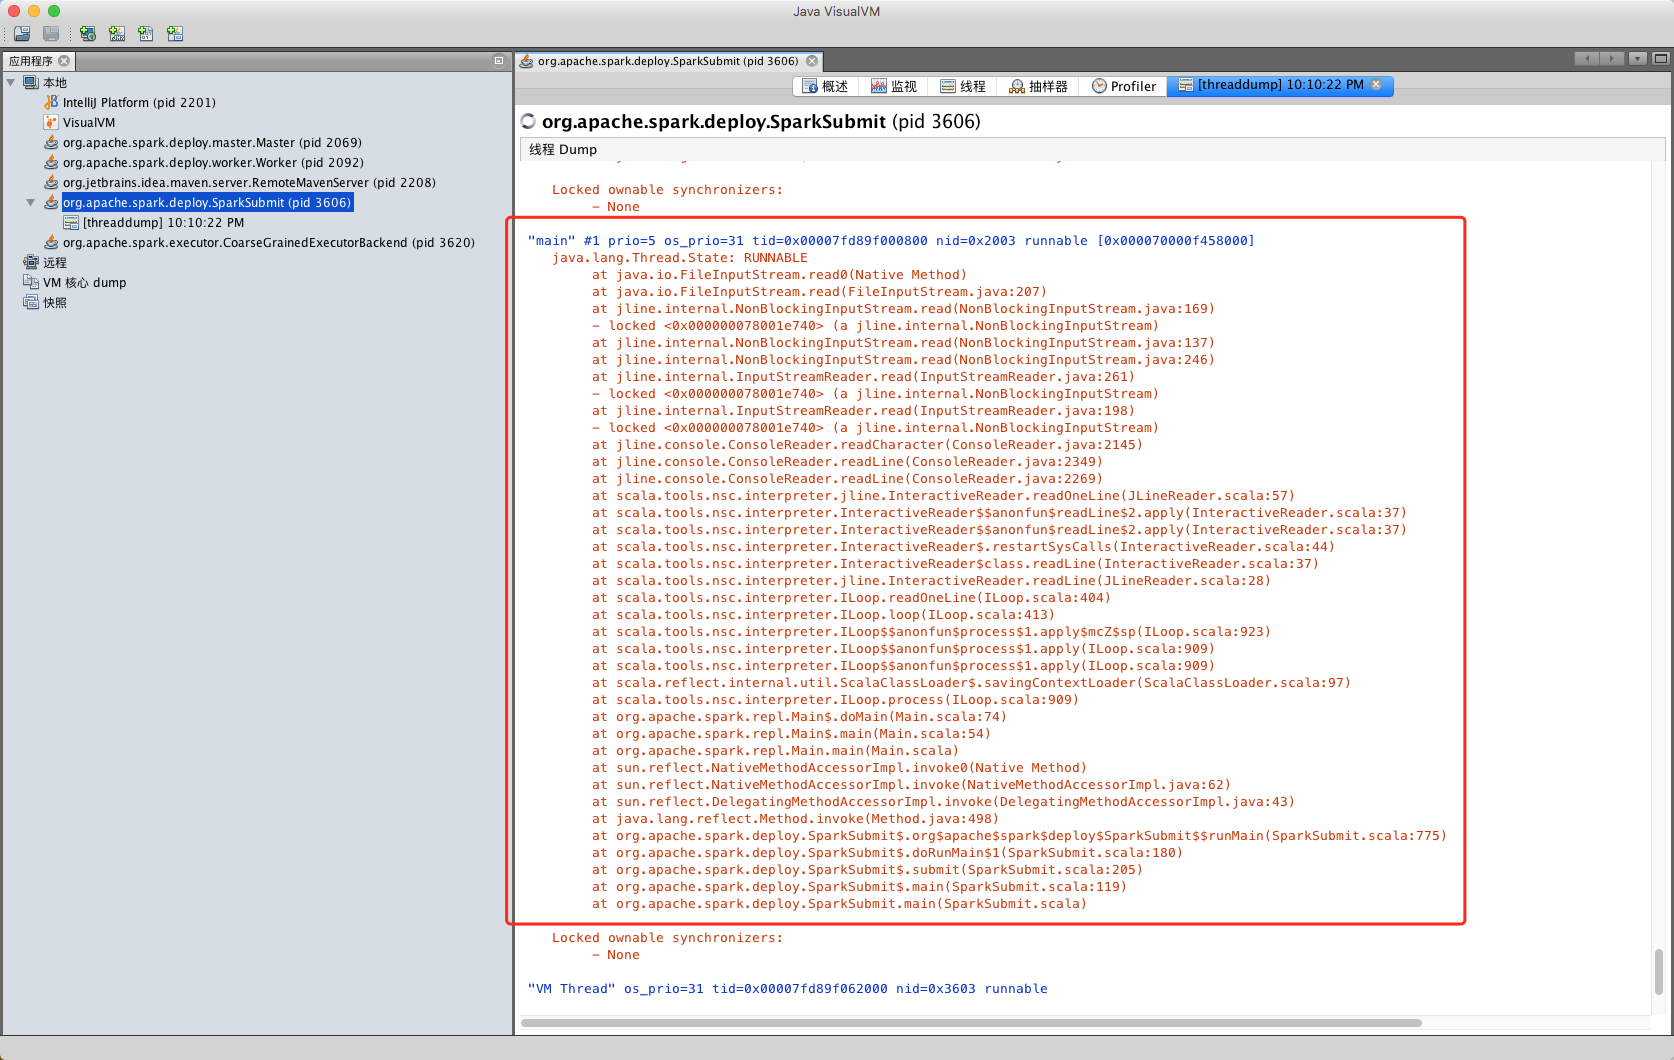 Java VisualVM
应用程序
本地
IntelliJ Platform (pid 2201)
VisualVM
org.apache.spark.deploy.master.Master (pid 2069)
org.apache.spark.deploy.worker.Worker (pid 2092)
org.jetbrains.idea.maven.server.RemoteMavenServer (pid 2208)
org.apache.spark.deploy.SparkSubmit (pid 3606)
[threaddump] 10:10:22 PM
org.apache.spark.executor.CoarseGrainedExecutorBackend (pid 3620)
远程
VM 核心 dump
快照
org.apache.spark.deploy.SparkSubmit (pid 3606)
概述 监视 线程 抽样器 Profiler [threaddump] 10:10:22 PM
org.apache.spark.deploy.SparkSubmit (pid 3606)
线程 Dump
Locked ownable synchronizers:
- None
"main" #1 prio=5 os_prio=31 tid=0x00007fd89f000800 nid=0x2003 runnable [0x000070000f458000]
java.lang.Thread.State: RUNNABLE
at java.io.FileInputStream.read0(Native Method)
at java.io.FileInputStream.read(FileInputStream.java:207)
at jline.internal.NonBlockingInputStream.read(NonBlockingInputStream.java:169)
- locked <0x000000078001e740> (a jline.internal.NonBlockingInputStream)
at jline.internal.NonBlockingInputStream.read(NonBlockingInputStream.java:137)
at jline.internal.NonBlockingInputStream.read(NonBlockingInputStream.java:246)
at jline.internal.InputStreamReader.read(InputStreamReader.java:261)
- locked <0x000000078001e740> (a jline.internal.NonBlockingInputStream)
at jline.internal.InputStreamReader.read(InputStreamReader.java:198)
- locked <0x000000078001e740> (a jline.internal.NonBlockingInputStream)
at jline.console.ConsoleReader.readCharacter(ConsoleReader.java:2145)
at jline.console.ConsoleReader.readLine(ConsoleReader.java:2349)
at jline.console.ConsoleReader.readLine(ConsoleReader.java:2269)
at scala.tools.nsc.interpreter.jline.InteractiveReader.readOneLine(JLineReader.scala:57)
at scala.tools.nsc.interpreter.InteractiveReader$$anonfun$readLine$2.apply(InteractiveReader.scala:37)
at scala.tools.nsc.interpreter.InteractiveReader$$anonfun$readLine$2.apply(InteractiveReader.scala:37)
at scala.tools.nsc.interpreter.InteractiveReader$.restartSysCalls(InteractiveReader.scala:44)
at scala.tools.nsc.interpreter.InteractiveReader$class.readLine(InteractiveReader.scala:37)
at scala.tools.nsc.interpreter.jline.InteractiveReader.readLine(JLineReader.scala:28)
at scala.tools.nsc.interpreter.ILoop.readOneLine(ILoop.scala:404)
at scala.tools.nsc.interpreter.ILoop.loop(ILoop.scala:413)
at scala.tools.nsc.interpreter.ILoop$$anonfun$process$1.apply$mcZ$sp(ILoop.scala:923)
at scala.tools.nsc.interpreter.ILoop$$anonfun$process$1.apply(ILoop.scala:909)
at scala.tools.nsc.interpreter.ILoop$$anonfun$process$1.apply(ILoop.scala:909)
at scala.reflect.internal.util.ScalaClassLoader$.savingContextLoader(ScalaClassLoader.scala:97)
at scala.tools.nsc.interpreter.ILoop.process(ILoop.scala:909)
at org.apache.spark.repl.Main$.doMain(Main.scala:74)
at org.apache.spark.repl.Main$.main(Main.scala:54)
at org.apache.spark.repl.Main.main(Main.scala)
at sun.reflect.NativeMethodAccessorImpl.invoke0(Native Method)
at sun.reflect.NativeMethodAccessorImpl.invoke(NativeMethodAccessorImpl.java:62)
at sun.reflect.DelegatingMethodAccessorImpl.invoke(DelegatingMethodAccessorImpl.java:43)
at java.lang.reflect.Method.invoke(Method.java:498)
at org.apache.spark.deploy.SparkSubmit$.org$apache$spark$deploy$SparkSubmit$$runMain(SparkSubmit.scala:775)
at org.apache.spark.deploy.SparkSubmit$.doRunMain$1(SparkSubmit.scala:180)
at org.apache.spark.deploy.SparkSubmit$.submit(SparkSubmit.scala:205)
at org.apache.spark.deploy.SparkSubmit$.main(SparkSubmit.scala:119)
at org.apache.spark.deploy.SparkSubmit.main(SparkSubmit.scala)
Locked ownable synchronizers:
- None
"VM Thread" os_prio=31 tid=0x00007fd89f062000 nid=0x3603 runnable